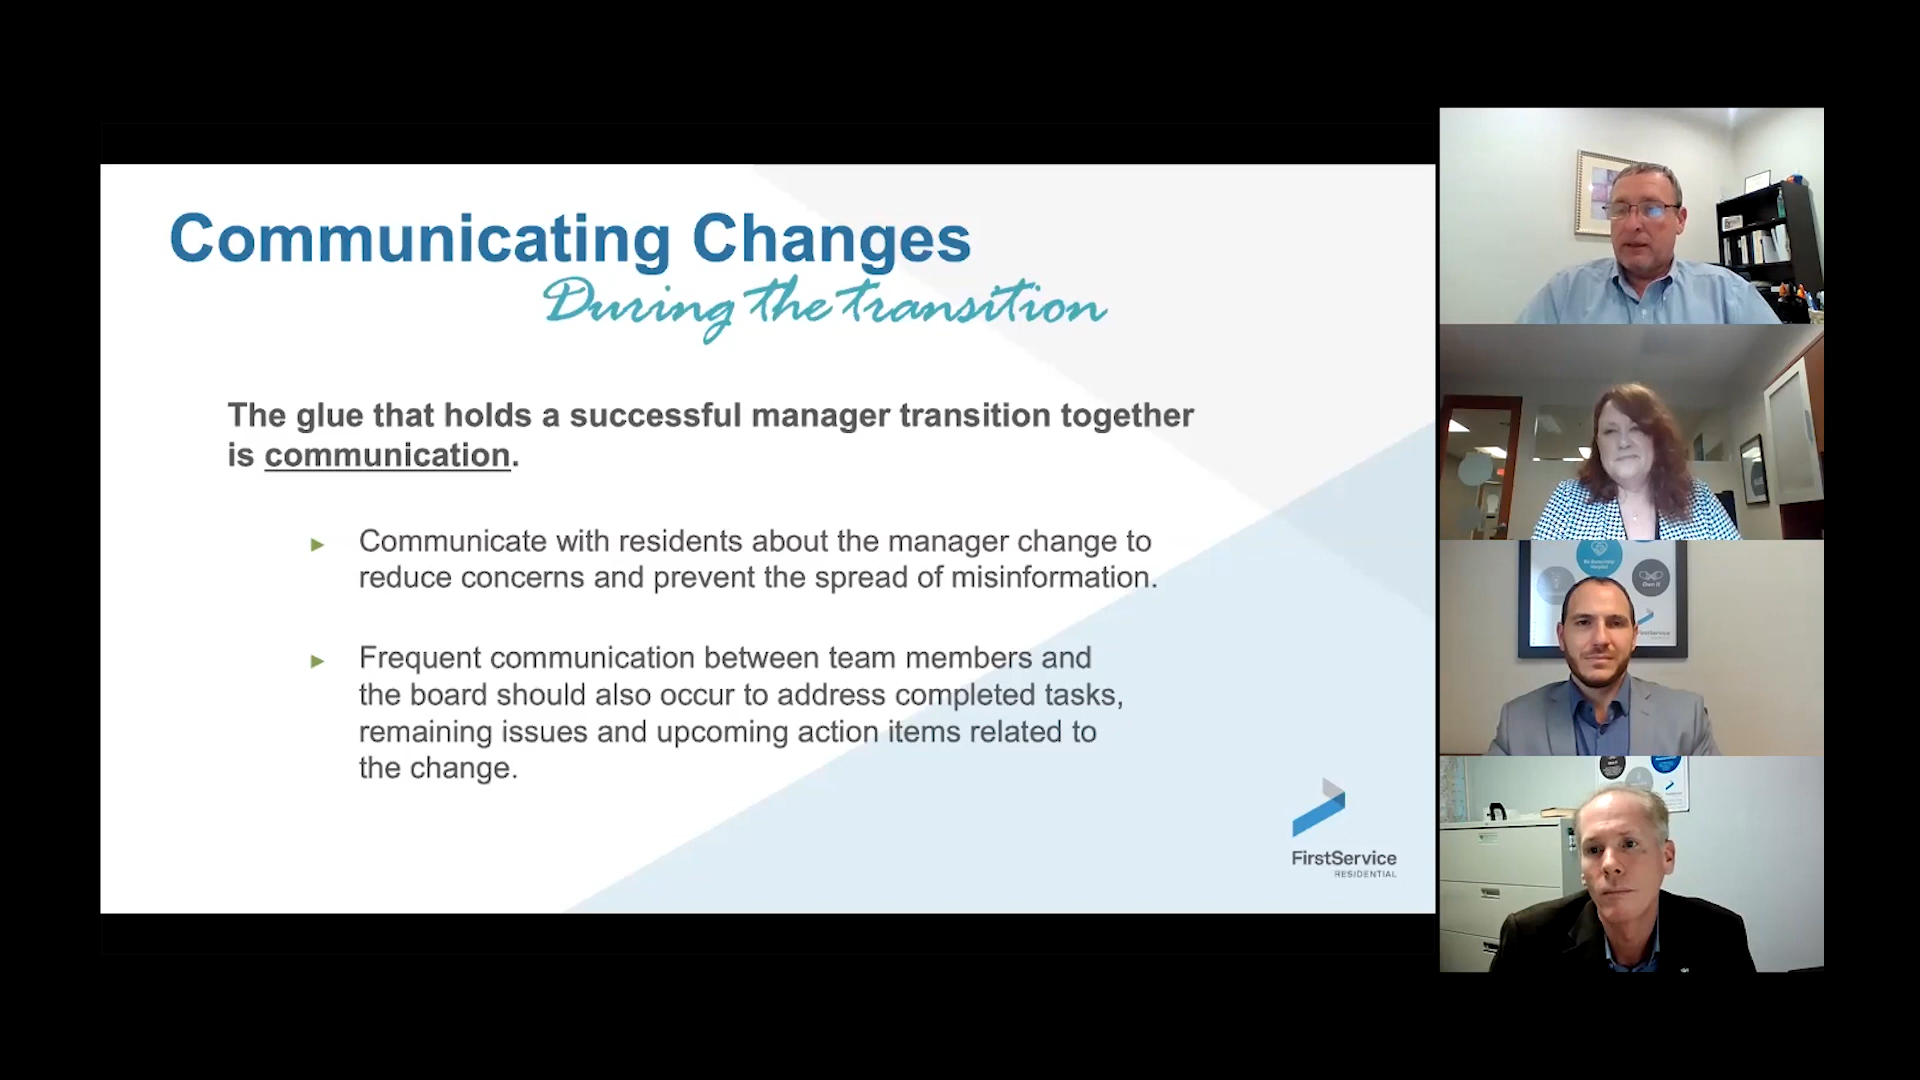 Communicating Changes
During the transition
The glue that holds a successful manager transition together
is communication.
► Communicate with residents about the manager change to
reduce concerns and prevent the spread of misinformation.
► Frequent communication between team members and
the board should also occur to address completed tasks,
remaining issues and upcoming action items related to
the change.
FirstService
RESIDENTIAL
Own It
FirstService